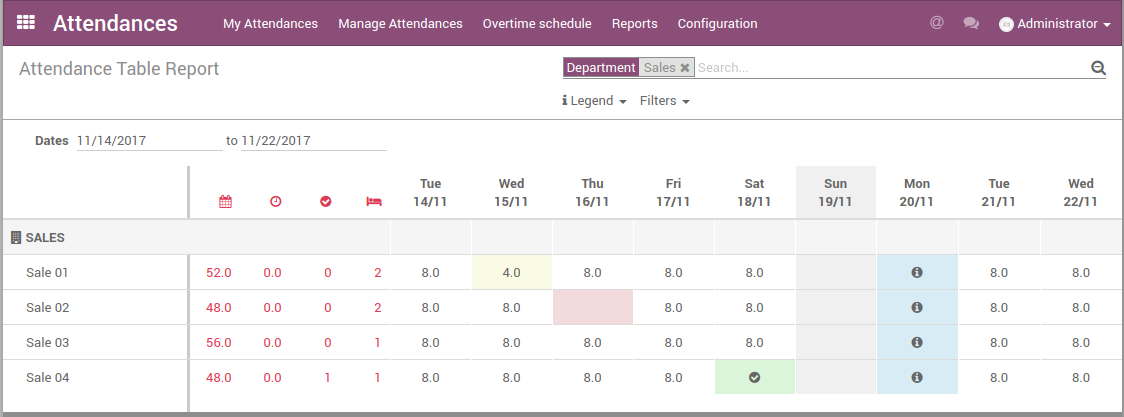 Attendances My Attendances Manage Attendances Overtime schedule Reports Configuration @ Administrator
Attendance Table Report Department Sales Search...
Legend Filters
Dates 11/14/2017 to 11/22/2017
Tue Wed Thu Fri Sat Sun Mon Tue Wed
14/11 15/11 16/11 17/11 18/11 19/11 20/11 21/11 22/11
SALES
Sale 01 52.0 0.0 0 2 8.0 4.0 8.0 8.0 8.0 8.0 8.0
Sale 02 48.0 0.0 0 2 8.0 8.0 8.0 8.0 8.0 8.0
Sale 03 56.0 0.0 0 1 8.0 8.0 8.0 8.0 8.0 8.0 8.0
Sale 04 48.0 0.0 1 1 8.0 8.0 8.0 8.0 8.0 8.0